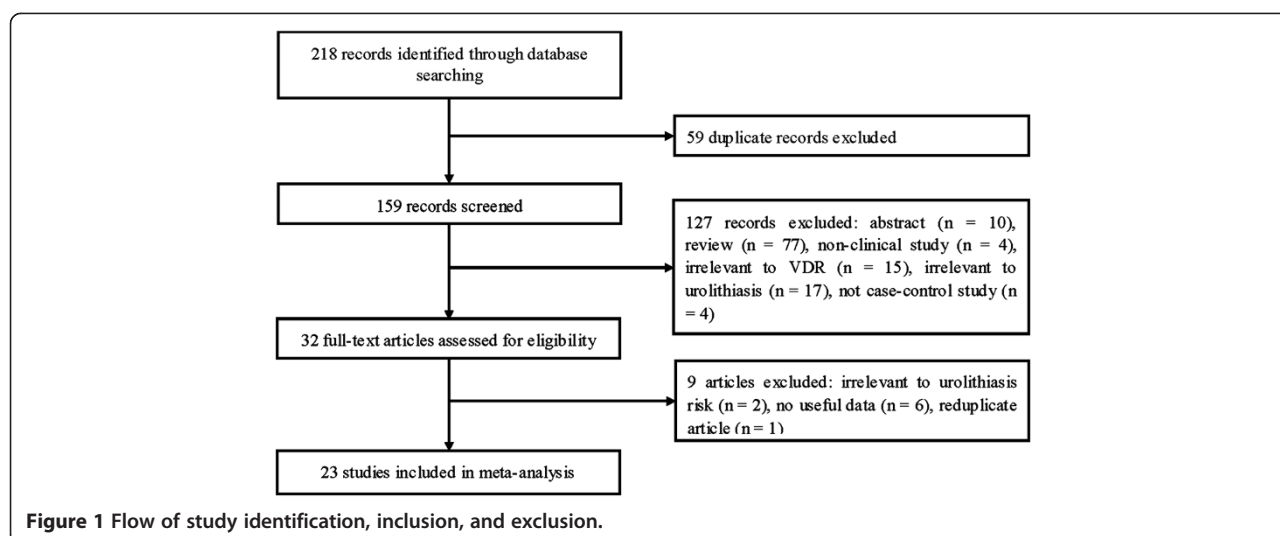 218 records identified through database
searching
59 duplicate records excluded
159 records screened
127 records excluded: abstract (n = 10),
review (n = 77), non-clinical study (n = 4),
irrelevant to VDR (n = 15), irrelevant to
urolithiasis (n = 17), not case-control study (n
= 4)
32 full-text articles assessed for eligibility
9 articles excluded: irrelevant to urolithiasis
risk (n = 2), no useful data (n = 6), reduplicate
article (n = 1)
23 studies included in meta-analysis
Figure 1 Flow of study identification, inclusion, and exclusion.